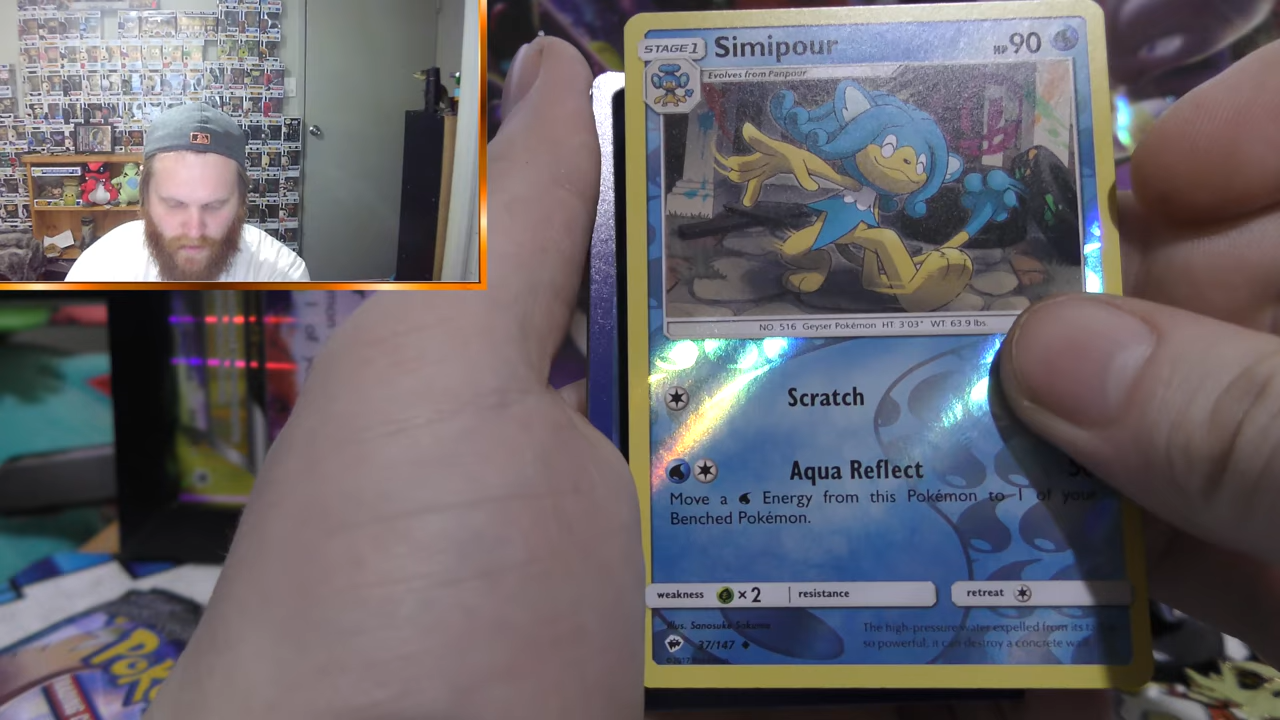 STAGE 1
Simipour
HP 90
Evolves from Panpour
NO. 516 Geyser Pokémon HT: 3'03" WT: 63.9 lbs.
Scratch
Aqua Reflect
Move a Energy from this Pokémon to 1 of your
Benched Pokémon.
weakness ×2 resistance retreat
Illus. Sanosuke Sakuma
37/147
©2017
The high-pressure water expelled from its
so powerful, it can destroy a concrete